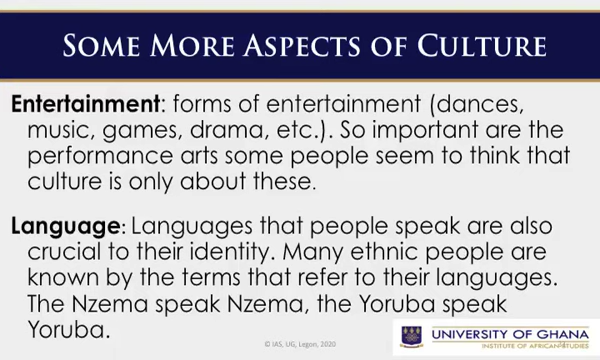 SOME MORE ASPECTS OF CULTURE
Entertainment: forms of entertainment (dances,
music, games, drama, etc.). So important are the
performance arts some people seem to think that
culture is only about these.
Language: Languages that people speak are also
crucial to their identity. Many ethnic people are
known by the terms that refer to their languages.
The Nzema speak Nzema, the Yoruba speak
Yoruba.
© IAS, UG, Legon, 2020
UNIVERSITY OF GHANA
INSTITUTE OF AFRICAN STUDIES